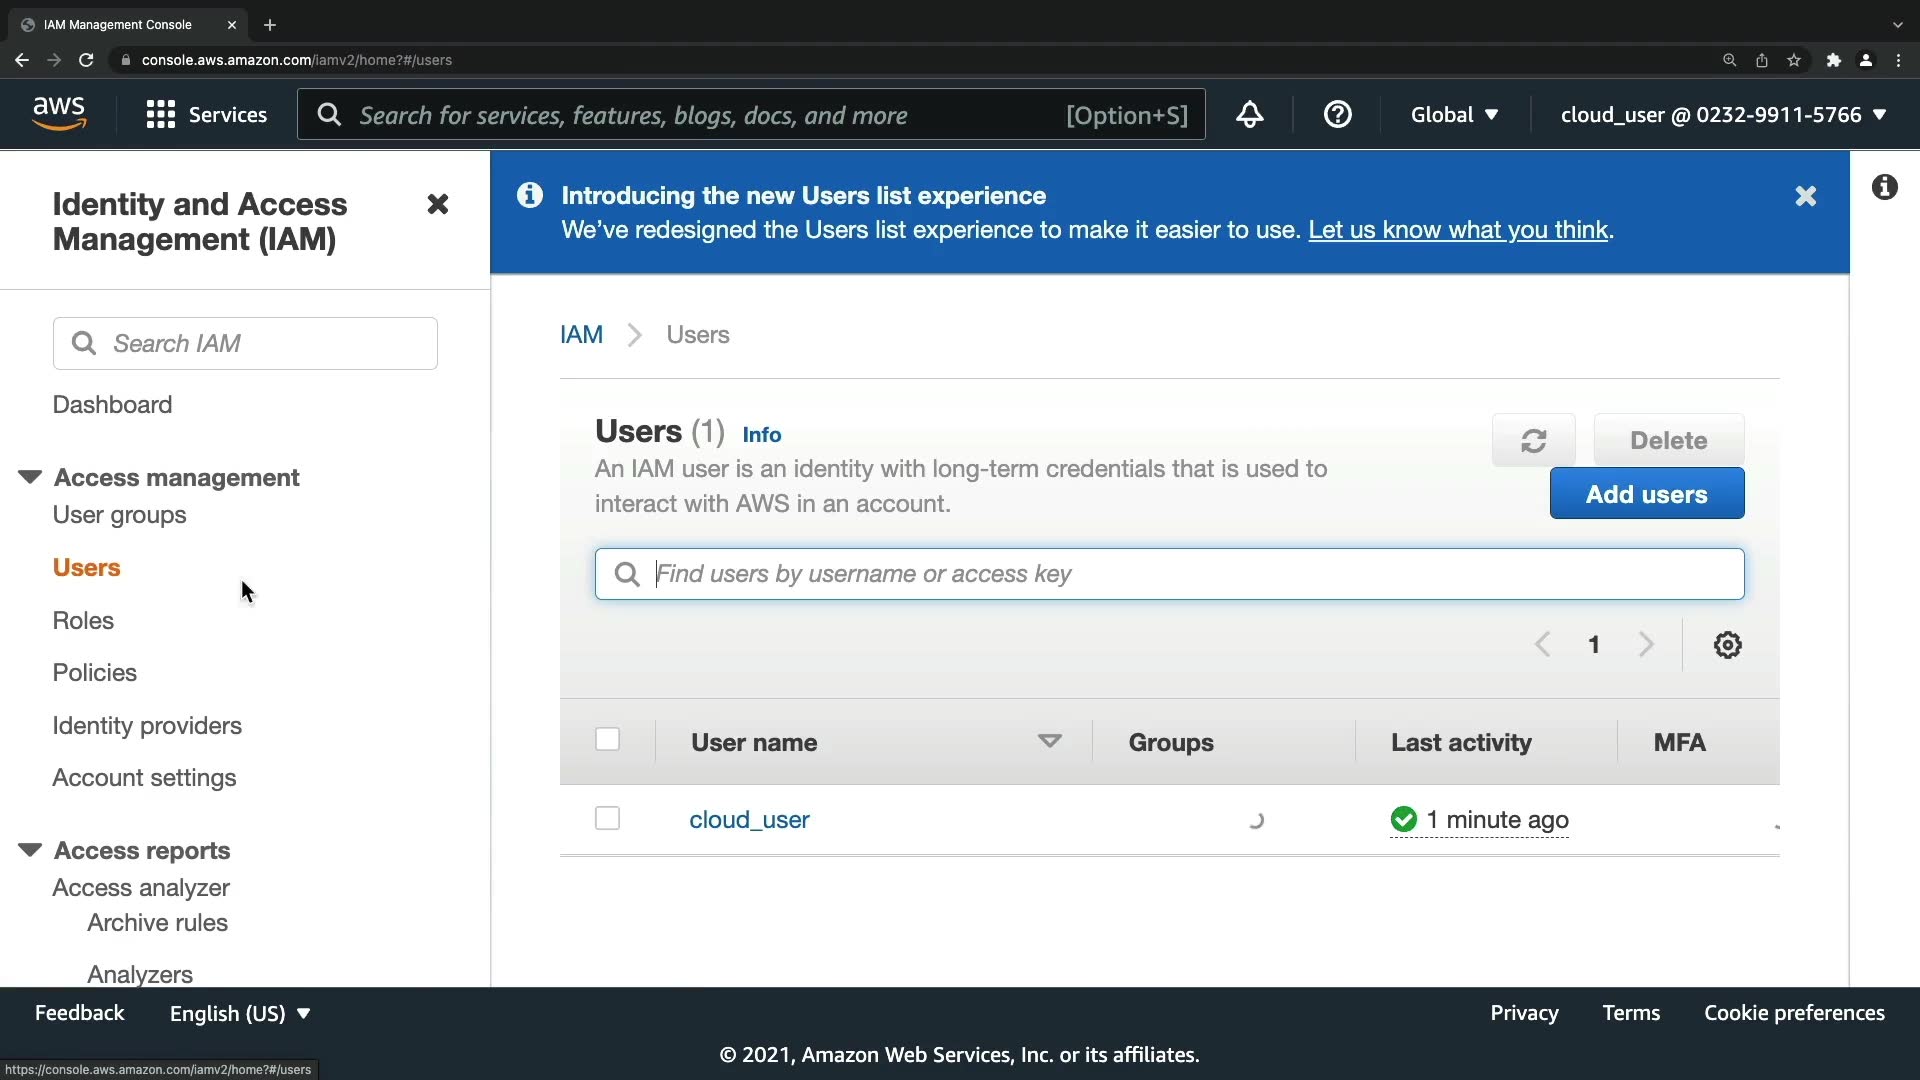 IAM Management Console
console.aws.amazon.com/iamv2/home?#/users
aws
Services
Search for services, features, blogs, docs, and more
[Option+S]
Global
cloud_user @ 0232-9911-5766
Identity and Access
Management (IAM)
Search IAM
Dashboard
Access management
User groups
Users
Roles
Policies
Identity providers
Account settings
Access reports
Access analyzer
Archive rules
Analyzers
Introducing the new Users list experience
We've redesigned the Users list experience to make it easier to use. Let us know what you think.
IAM
Users
Users (1) Info
An IAM user is an identity with long-term credentials that is used to
interact with AWS in an account.
Delete
Add users
Find users by username or access key
1
User name
Groups
Last activity
MFA
cloud_user
1 minute ago
Feedback
English (US)
Privacy
Terms
Cookie preferences
© 2021, Amazon Web Services, Inc. or its affiliates.
https://console.aws.amazon.com/iamv2/home?#/users